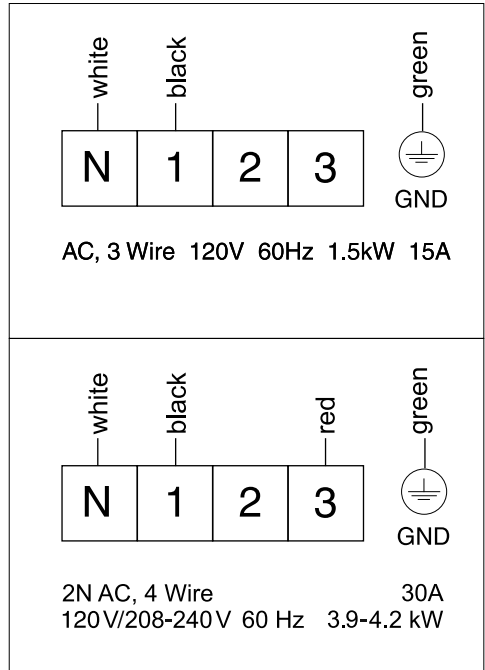 white black green
N 1 2 3
GND
AC, 3 Wire 120V 60Hz 1.5kW 15A
white black red green
N 1 2 3
GND
2N AC, 4 Wire 30A
120V/208-240V 60 Hz 3.9-4.2 kW